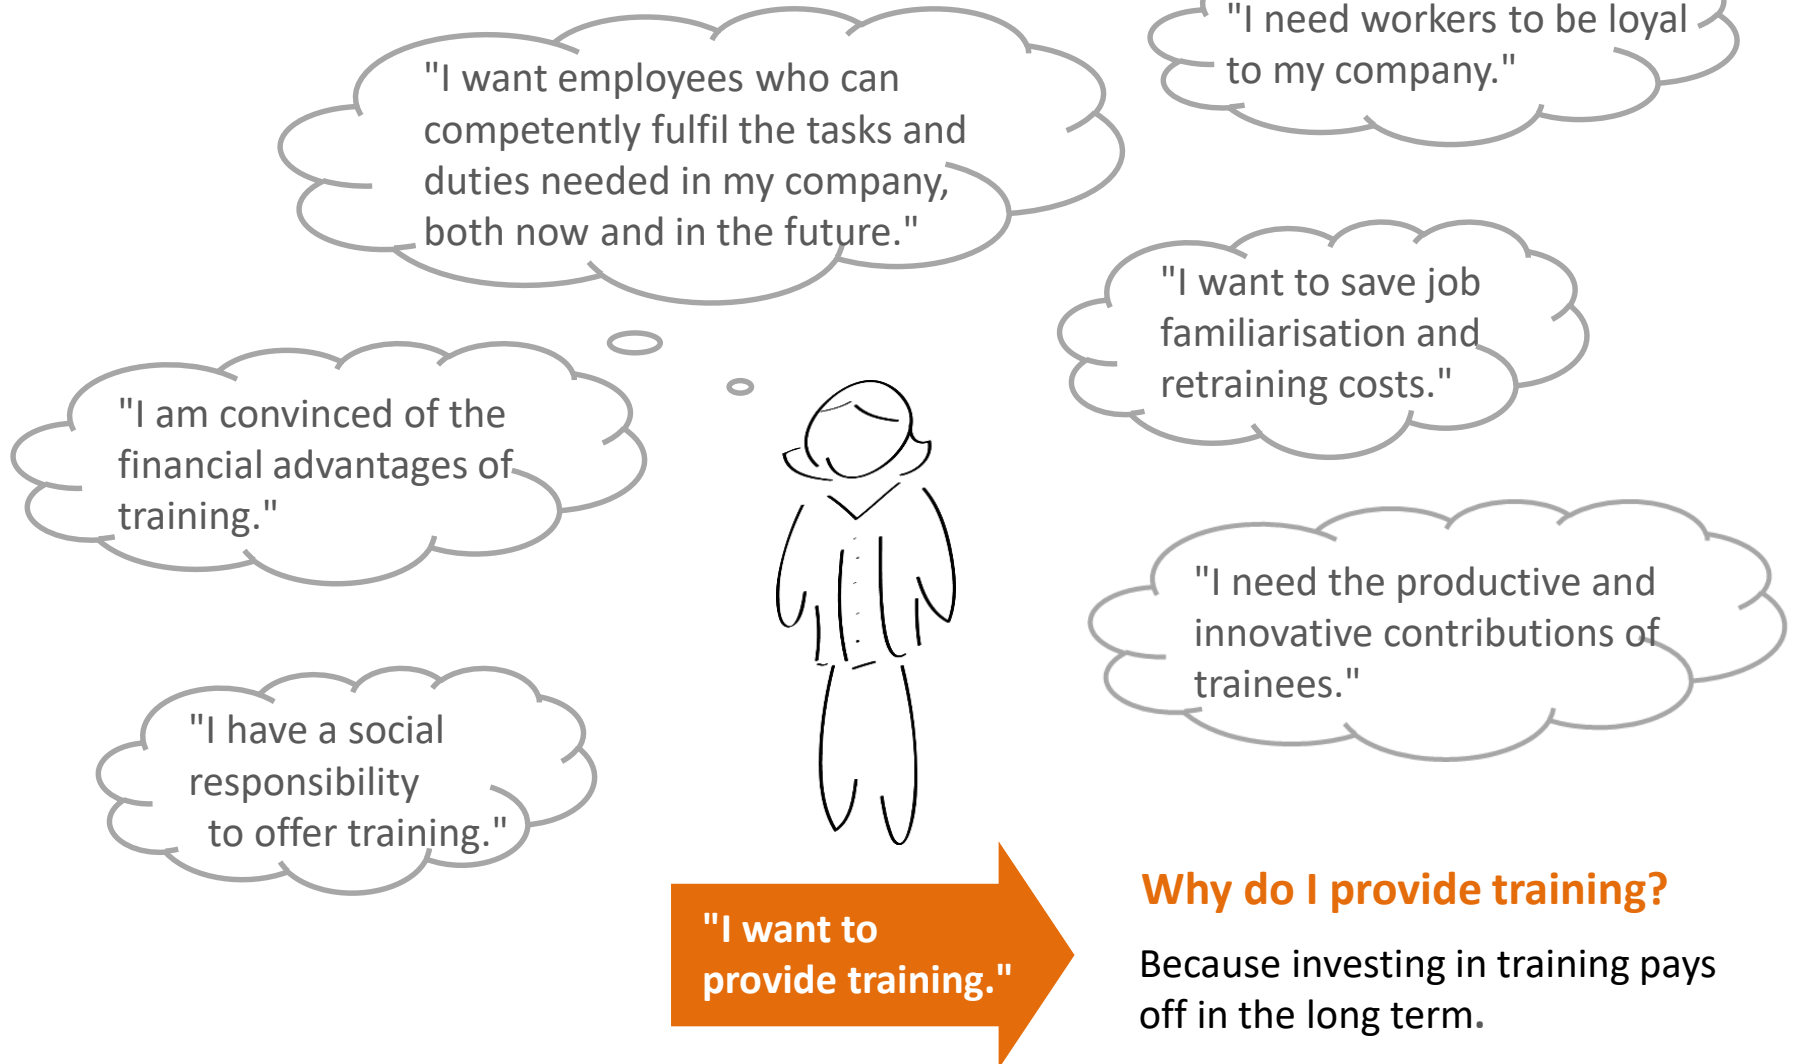 "I need workers to be loyal
to my company."
"I want employees who can
competently fulfil the tasks and
duties needed in my company,
both now and in the future."
"I want to save job
familiarisation and
retraining costs."
"I am convinced of the
financial advantages of
training."
"I need the productive and
innovative contributions of
trainees."
"I have a social
responsibility
to offer training."
"I want to
provide training."
Why do I provide training?
Because investing in training pays
off in the long term.